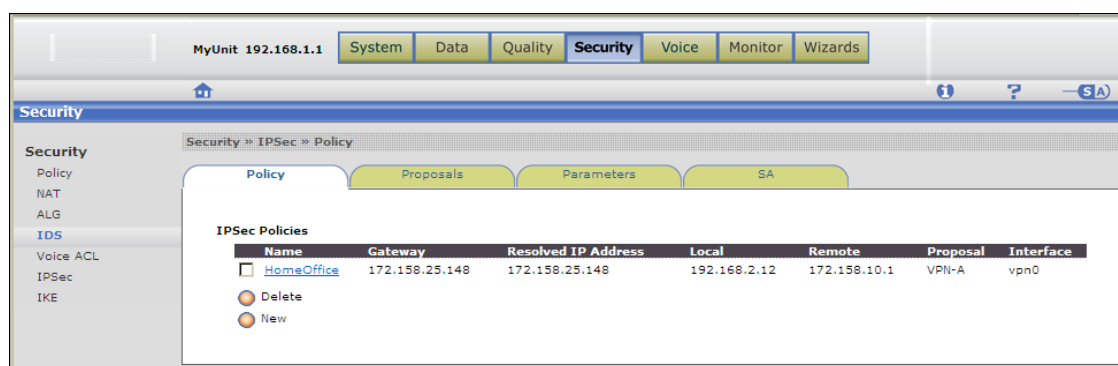 MyUnit 192.168.1.1 System Data Quality Security Voice Monitor Wizards
i ? S A
Security
Security
Policy
NAT
ALG
IDS
Voice ACL
IPSec
IKE
Security » IPSec » Policy
Policy Proposals Parameters SA
IPSec Policies
Name Gateway Resolved IP Address Local Remote Proposal Interface
HomeOffice 172.158.25.148 172.158.25.148 192.168.2.12 172.158.10.1 VPN-A vpn0
Delete
New